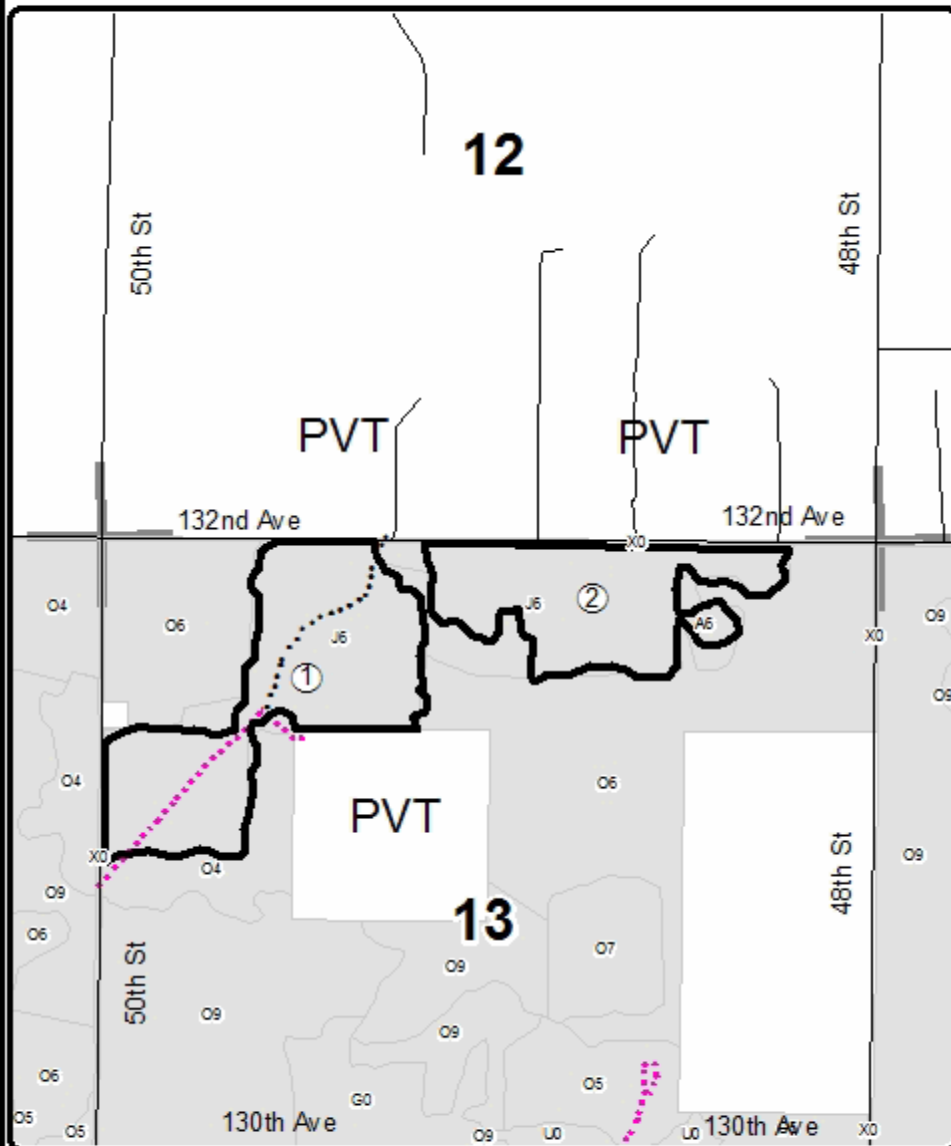 12
50th St
48th St
PVT
PVT
132nd Ave
132nd Ave
X0
O4
O6
J6
J6
2
A6
O9
X0
1
O9
O4
O6
PVT
X0
O4
O9
48th St
O9
O6
13
O7
50th St
O9
O9
O9
O6
O5
G0
O5
O5
130th Ave
O9
U0
U0
130th Ave
X0